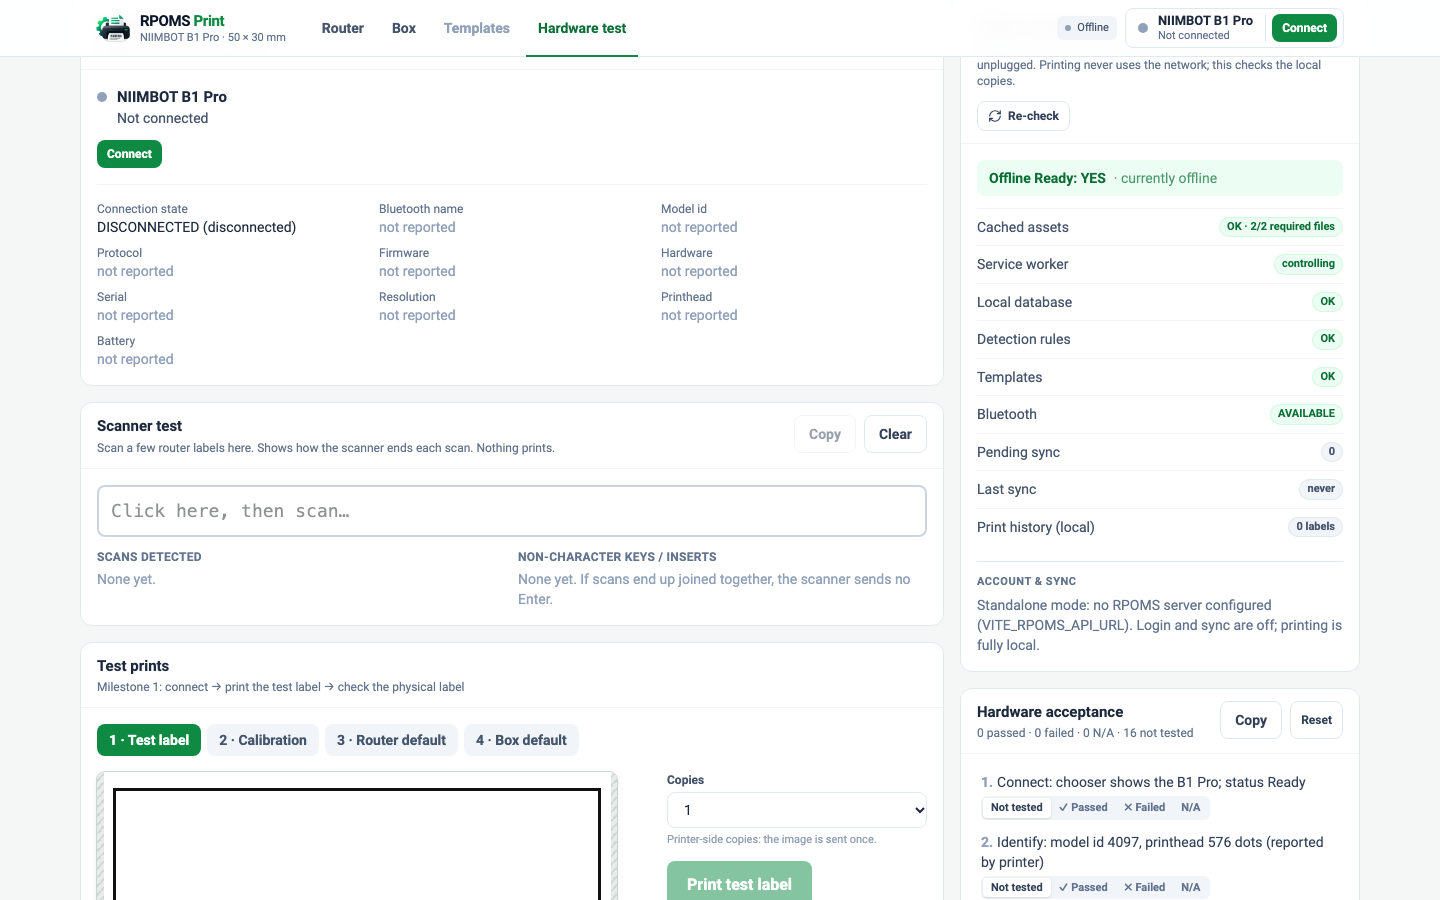 RPOMS Print
NIIMBOT B1 Pro · 50 × 30 mm
Router
Box
Templates
Hardware test
Offline
NIIMBOT B1 Pro
Not connected
Connect
NIIMBOT B1 Pro
Not connected
Connect
Connection state
DISCONNECTED (disconnected)
Bluetooth name
not reported
Model id
not reported
Protocol
not reported
Firmware
not reported
Hardware
not reported
Serial
not reported
Resolution
not reported
Printhead
not reported
Battery
not reported
Scanner test
Scan a few router labels here. Shows how the scanner ends each scan. Nothing prints.
Copy
Clear
Click here, then scan…
SCANS DETECTED
None yet.
NON-CHARACTER KEYS / INSERTS
None yet. If scans end up joined together, the scanner sends no
Enter.
Test prints
Milestone 1: connect → print the test label → check the physical label
1 · Test label
2 · Calibration
3 · Router default
4 · Box default
Copies
1
Printer-side copies: the image is sent once.
Print test label
unplugged. Printing never uses the network; this checks the local
copies.
Re-check
Offline Ready: YES · currently offline
Cached assets
OK · 2/2 required files
Service worker
controlling
Local database
OK
Detection rules
OK
Templates
OK
Bluetooth
AVAILABLE
Pending sync
0
Last sync
never
Print history (local)
0 labels
ACCOUNT & SYNC
Standalone mode: no RPOMS server configured
(VITE_RPOMS_API_URL). Login and sync are off; printing is
fully local.
Hardware acceptance
0 passed · 0 failed · 0 N/A · 16 not tested
Copy
Reset
1. Connect: chooser shows the B1 Pro; status Ready
Not tested ✓ Passed ✕ Failed N/A
2. Identify: model id 4097, printhead 576 dots (reported
by printer)
Not tested ✓ Passed ✕ Failed N/A